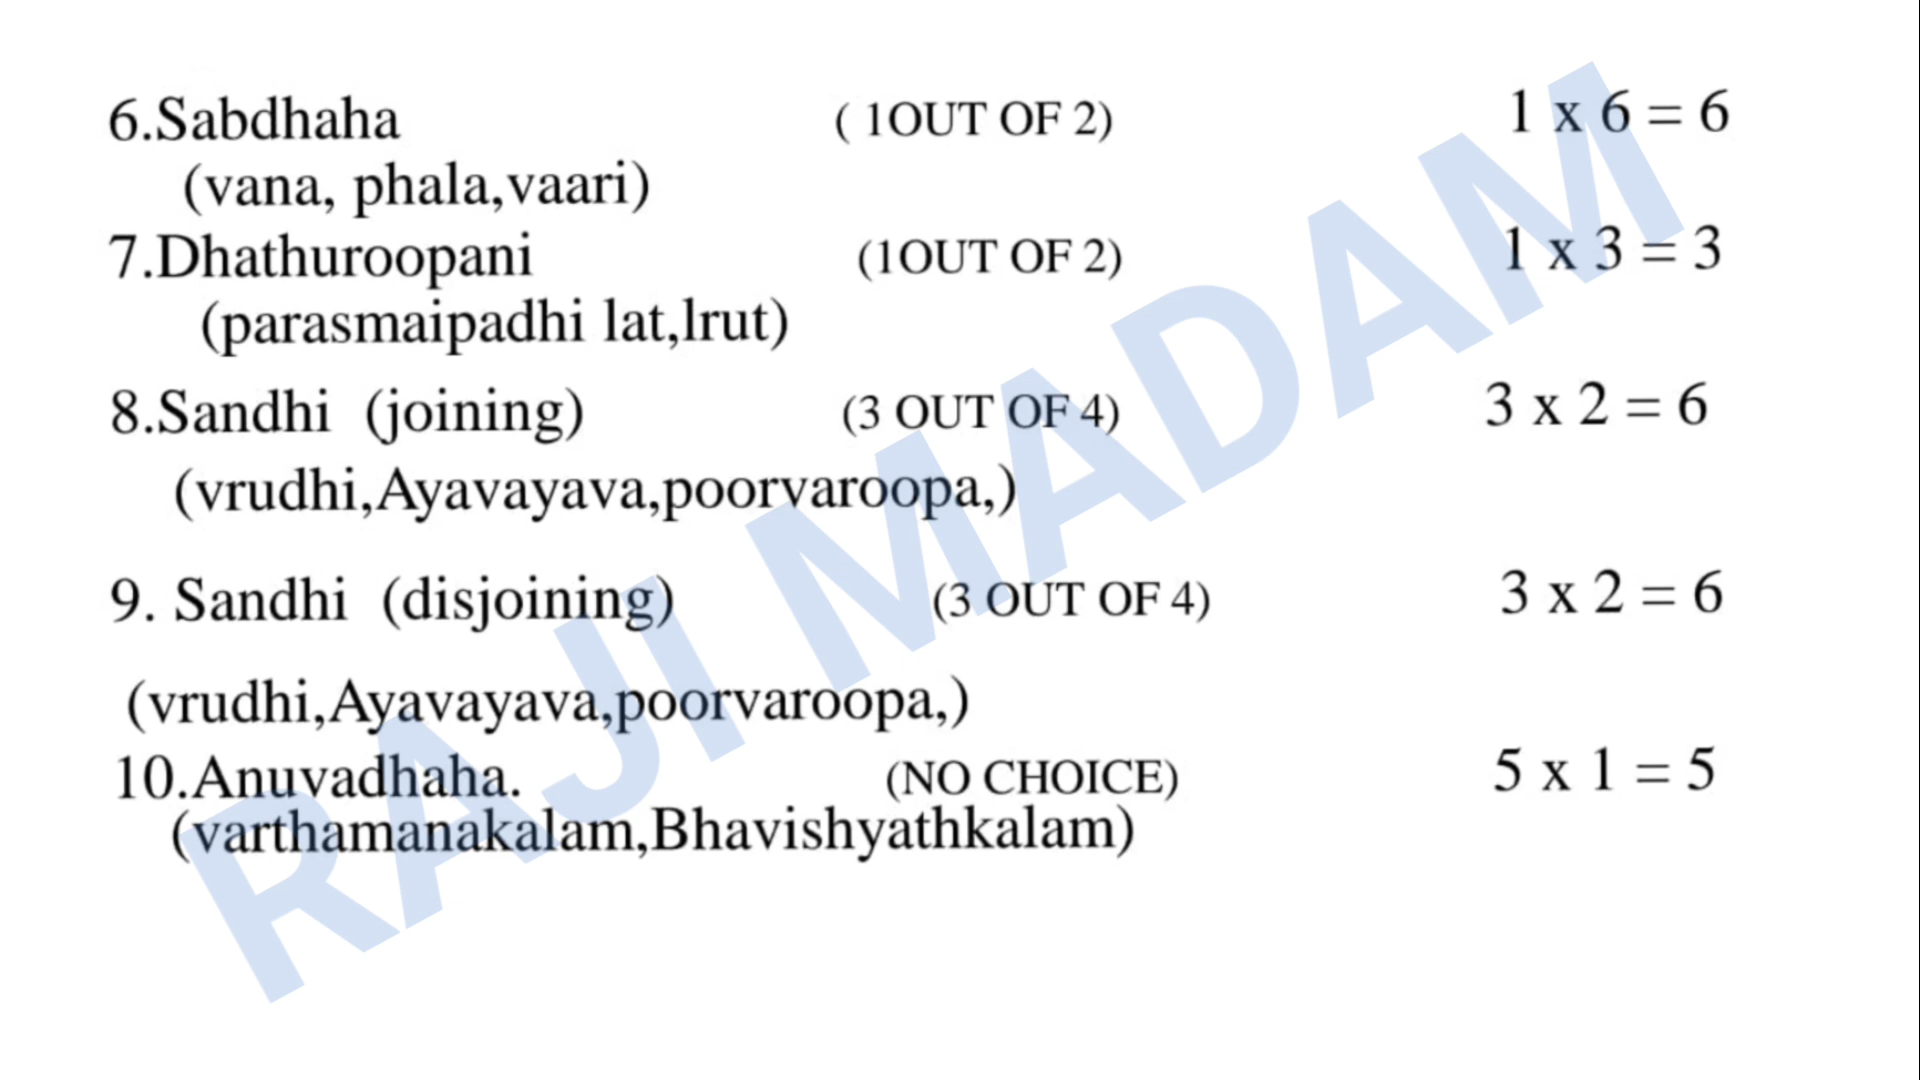 6.Sabdhaha ( 1OUT OF 2) 1 x 6 = 6
(vana, phala,vaari)
7.Dhathuroopani (1OUT OF 2) 1 x 3 = 3
(parasmaipadhi lat,lrut)
8.Sandhi (joining) (3 OUT OF 4) 3 x 2 = 6
(vrudhi,Ayavayava,poorvaroopa,)
9. Sandhi (disjoining) (3 OUT OF 4) 3 x 2 = 6
(vrudhi,Ayavayava,poorvaroopa,)
10.Anuvadhaha. (NO CHOICE) 5 x 1 = 5
(varthamanakalam,Bhavishyathkalam)
RAJI MADAM